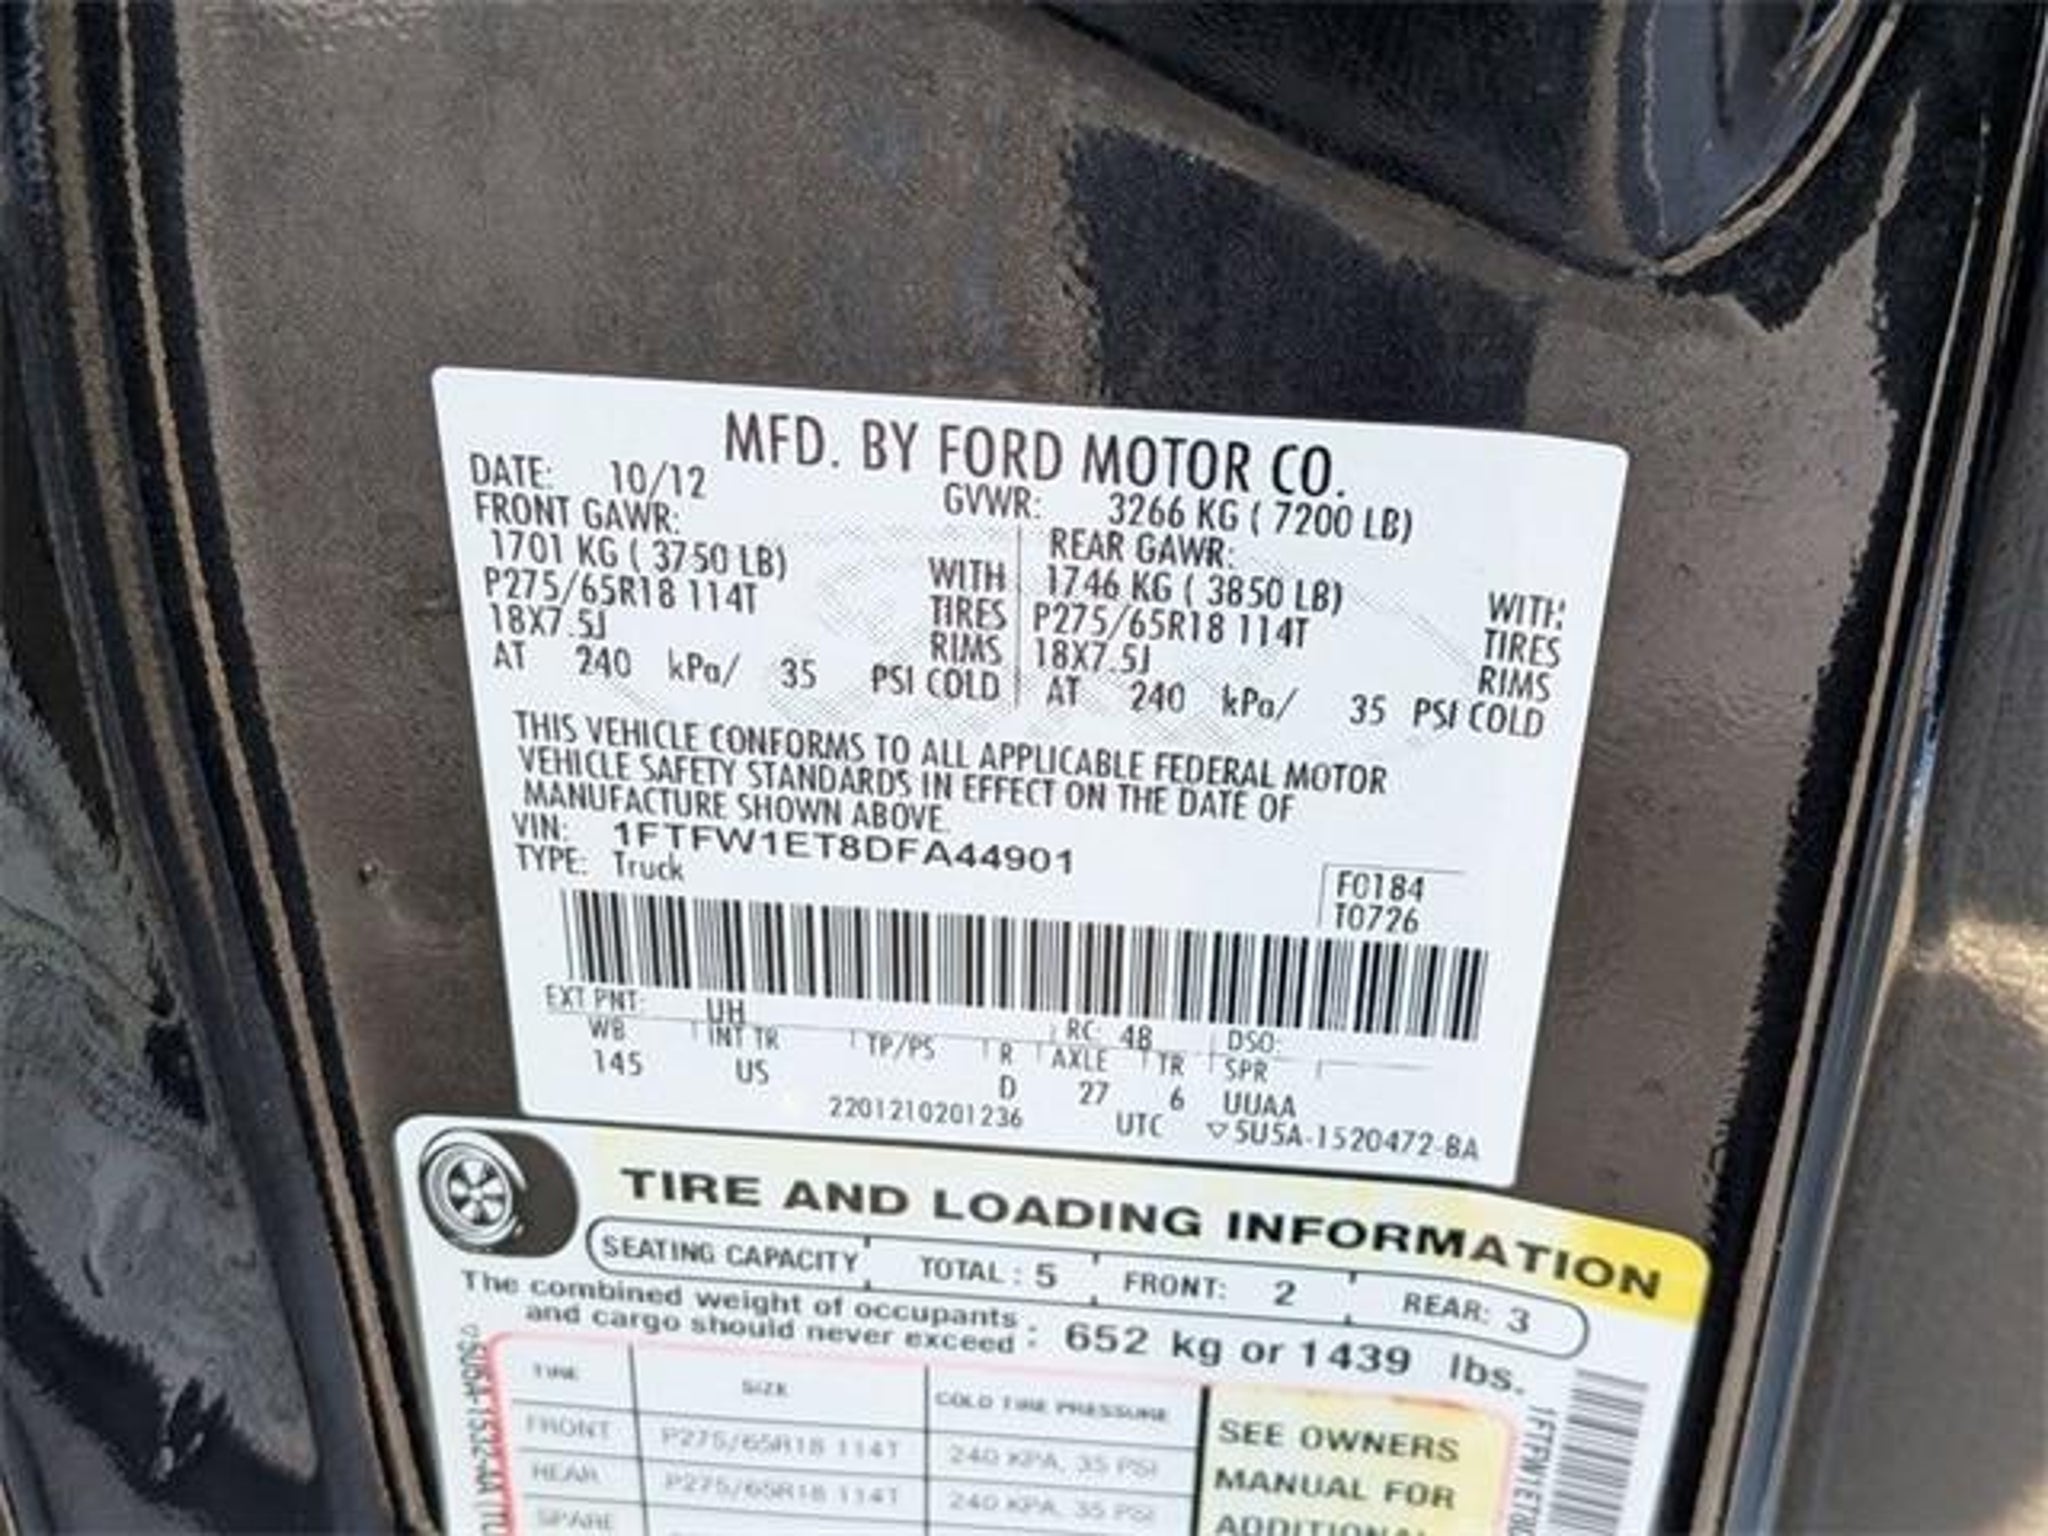 MFD. BY FORD MOTOR CO.
DATE: 10/12 GVWR: 3266 KG ( 7200 LB)
FRONT GAWR: REAR GAWR:
1701 KG ( 3750 LB) WITH 1746 KG ( 3850 LB) WITH
P275/65R18 114T TIRES P275/65R18 114T TIRES
18X7.5J RIMS 18X7.5J RIMS
AT 240 kPa/ 35 PSI COLD AT 240 kPa/ 35 PSI COLD
THIS VEHICLE CONFORMS TO ALL APPLICABLE FEDERAL MOTOR
VEHICLE SAFETY STANDARDS IN EFFECT ON THE DATE OF
MANUFACTURE SHOWN ABOVE.
VIN: 1FTFW1ET8DFA44901
TYPE: Truck
F0184
T0726
EXT PNT: UH RC: 48 DSO:
WB INT TR TP/PS R AXLE TR SPR
145 US D 27 6 UUAA
2201210201236 UTC ▽5U5A-1520472-BA
TIRE AND LOADING INFORMATION
SEATING CAPACITY TOTAL : 5 FRONT: 2 REAR: 3
The combined weight of occupants
and cargo should never exceed : 652 kg or 1439 lbs.
TIRE SIZE COLD TIRE PRESSURE
FRONT P275/65R18 114T 240 KPA, 35 PSI
REAR P275/65R18 114T 240 KPA, 35 PSI
SPARE
SEE OWNERS
MANUAL FOR
ADDITIONAL